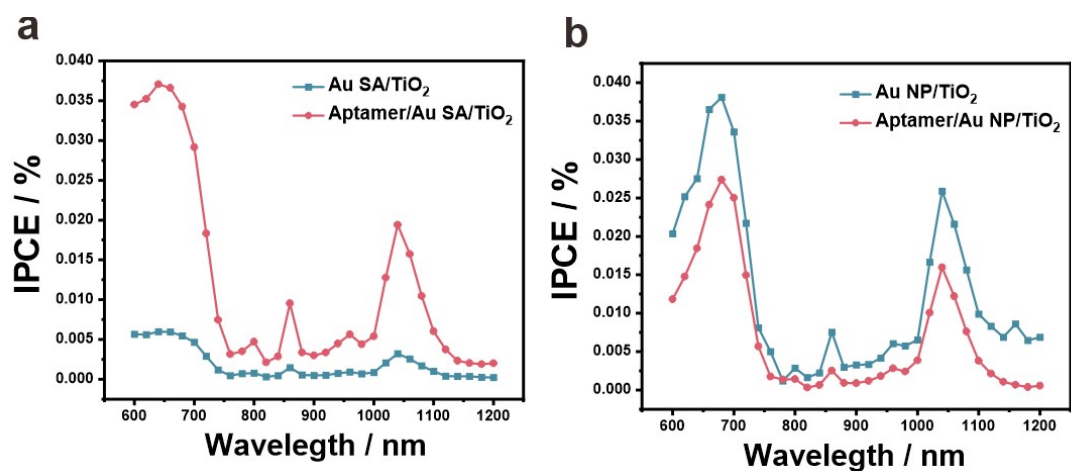 a
0.040
0.035
0.030
0.025
0.020
0.015
0.010
0.005
0.000
IPCE / %
Au SA/TiO₂
Aptamer/Au SA/TiO₂
600 700 800 900 1000 1100 1200
Wavelegth / nm
b
0.040
0.035
0.030
0.025
0.020
0.015
0.010
0.005
0.000
IPCE / %
Au NP/TiO₂
Aptamer/Au NP/TiO₂
600 700 800 900 1000 1100 1200
Wavelegth / nm